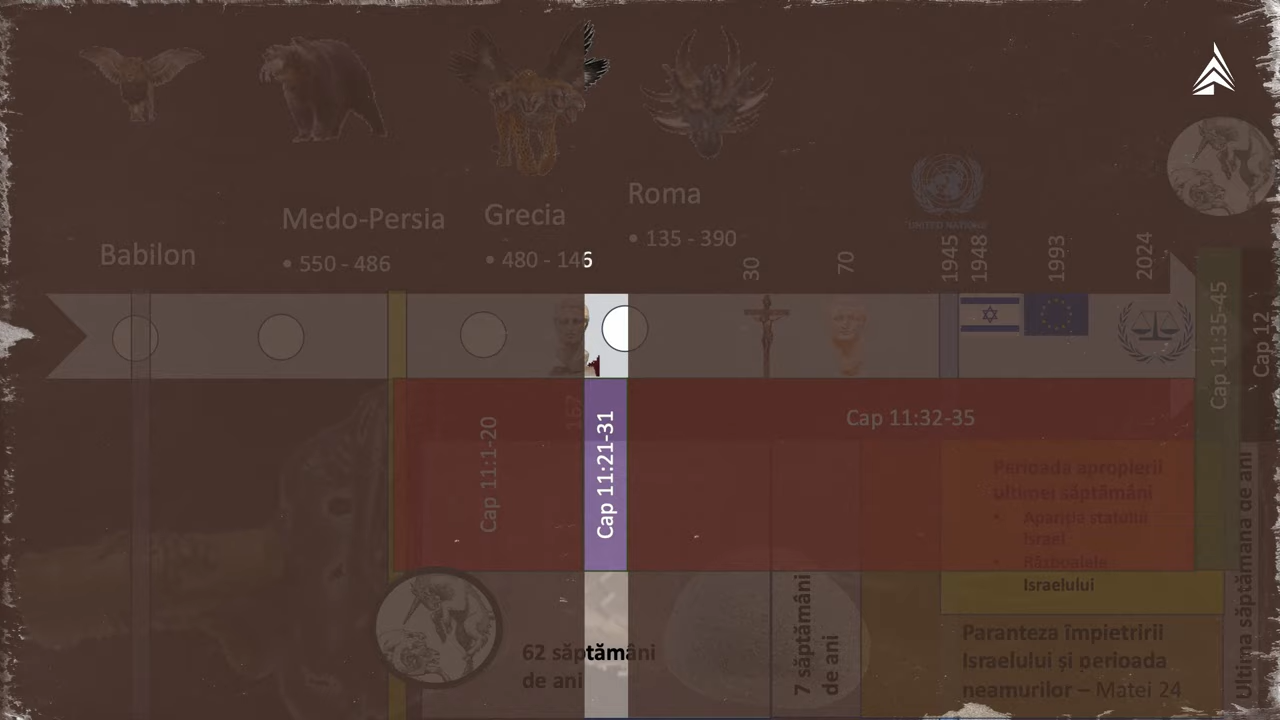 Roma
Medo-Persia
Grecia
Babilon
• 550 - 486
• 480 - 146
• 135 - 390
UNITED NATIONS
30
70
1945
1948
1993
2024
167
Cap 11:1-20
Cap 11:21-31
Cap 11:32-35
Cap 11:35-45
Cap 12
Perioada apropierii
ultimei săptămâni
• Apariția statului
Israel
• Războaiele
Israelului
62 săptămâni
de ani
7 săptămâni
de ani
Paranteza împietririi
Israelului și perioada
neamurilor – Matei 24
Ultima săptămâna de ani